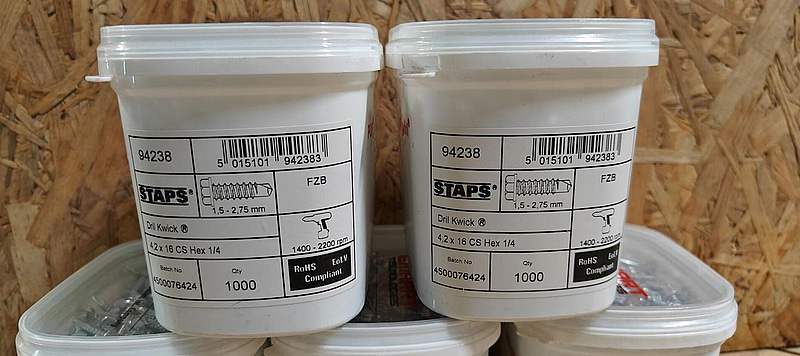 94238
5 015101 942383
STAPS®
1,5 - 2,75 mm
FZB
Dril Kwick ®
4,2 x 16 CS Hex 1/4
1400 - 2200 rpm
Batch No
4500076424
Qty
1000
RoHS EoLV
Compliant
94238
5 015101 942383
STAPS®
1,5 - 2,75 mm
FZB
Dril Kwick ®
4,2 x 16 CS Hex 1/4
1400 - 2200 rpm
Batch No
4500076424
Qty
1000
RoHS EoLV
Compliant